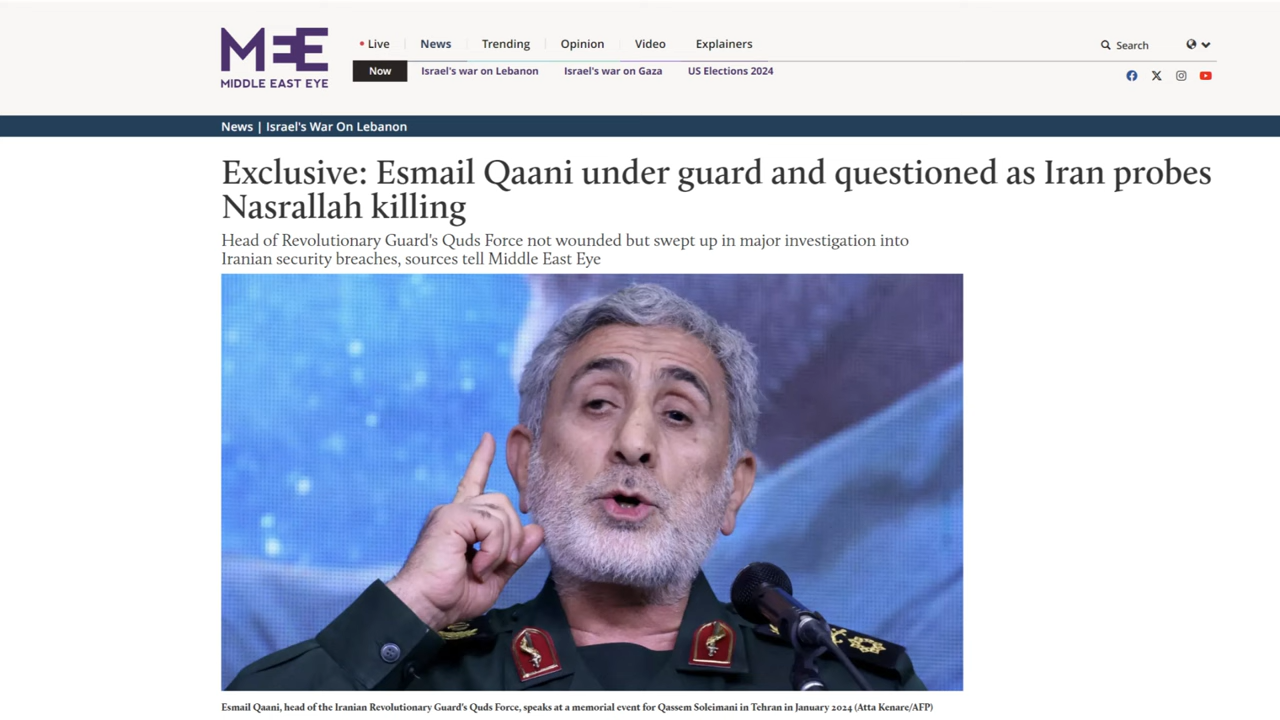 MEE
MIDDLE EAST EYE
Live
News
Trending
Opinion
Video
Explainers
Search
Now
Israel's war on Lebanon
Israel's war on Gaza
US Elections 2024
News | Israel's War On Lebanon
Exclusive: Esmail Qaani under guard and questioned as Iran probes
Nasrallah killing
Head of Revolutionary Guard's Quds Force not wounded but swept up in major investigation into
Iranian security breaches, sources tell Middle East Eye
Esmail Qaani, head of the Iranian Revolutionary Guard's Quds Force, speaks at a memorial event for Qassem Soleimani in Tehran in January 2024 (Atta Kenare/AFP)